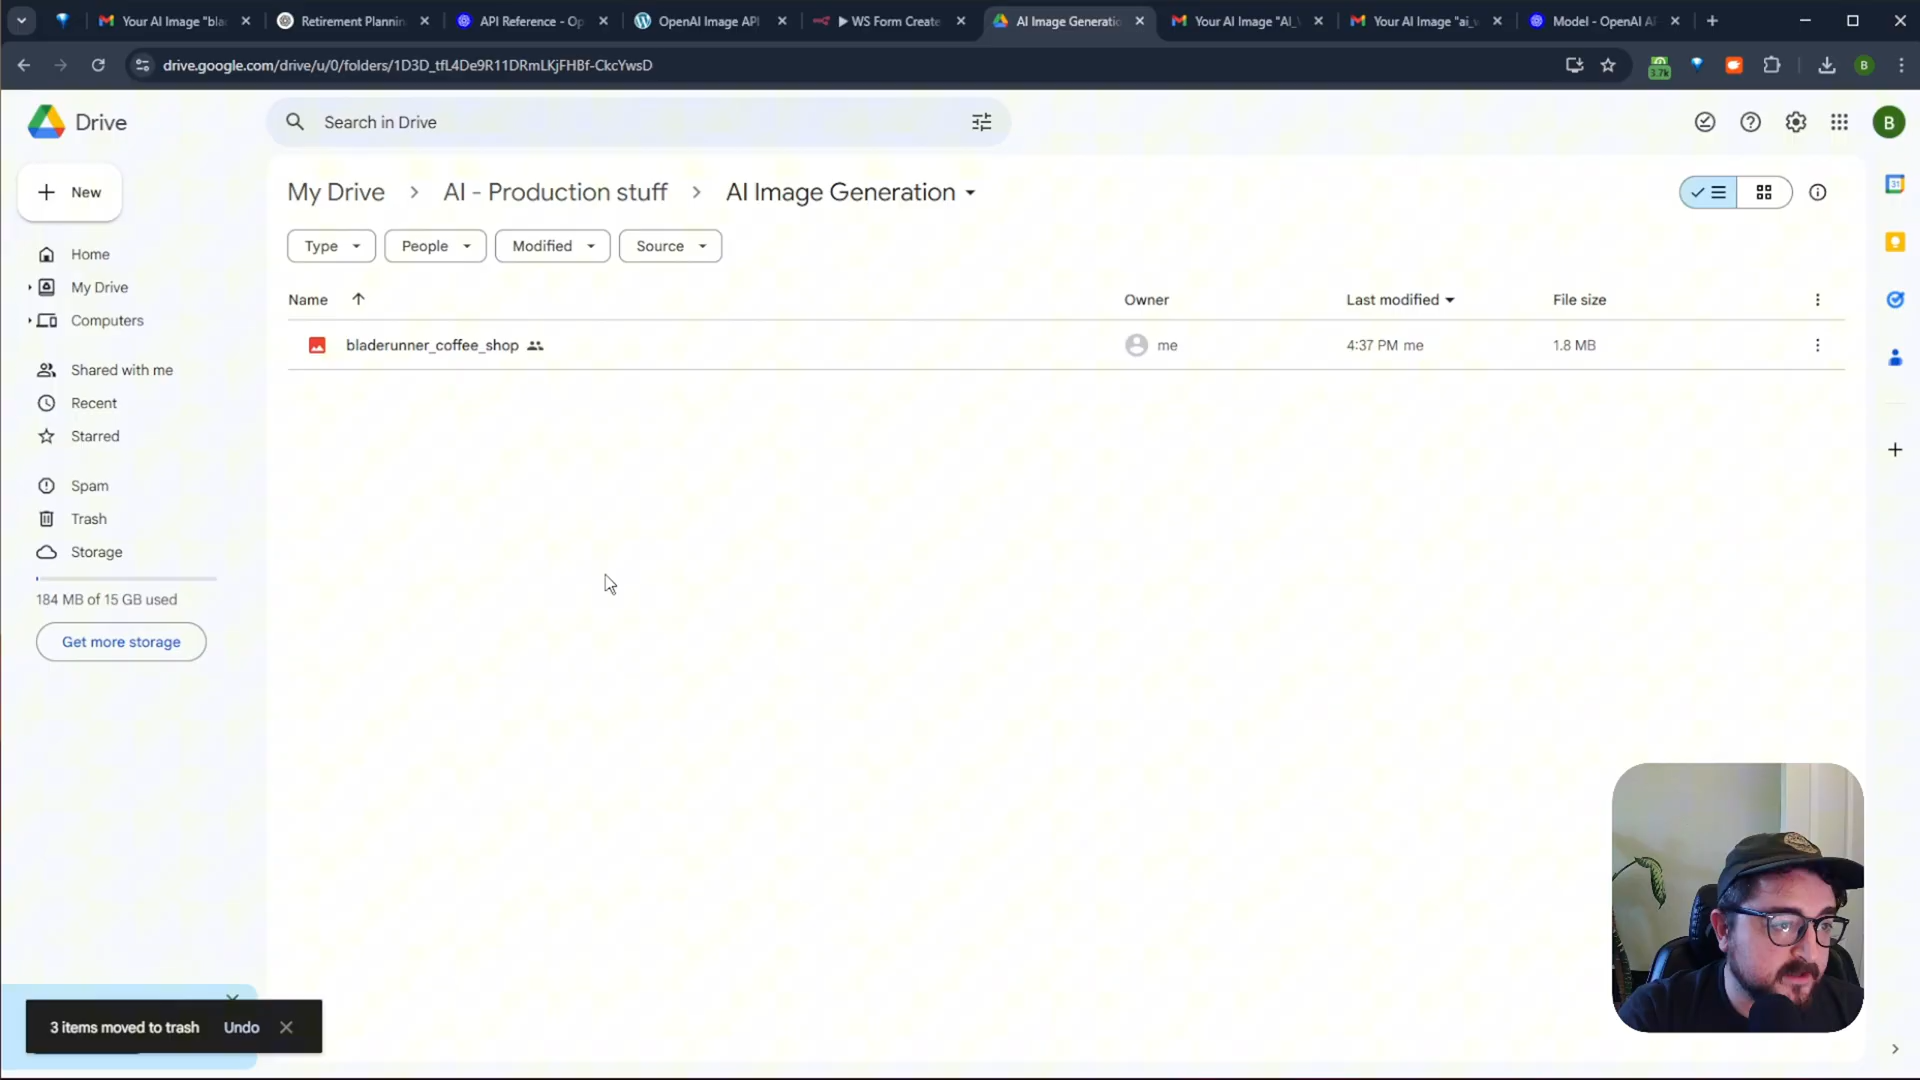 Your AI Image "bla
Retirement Plannin
API Reference - Op
OpenAI Image API
▶ WS Form Create
AI Image Generatio
Your AI Image "AI_
Your AI Image "ai_
Model - OpenAI A
drive.google.com/drive/u/0/folders/1D3D_tfL4De9R11DRmLKjFHBf-CkcYwsD
3.7k
B
Drive
Search in Drive
B
New
My Drive > AI - Production stuff > AI Image Generation
31
Type
People
Modified
Source
Home
My Drive
Computers
Name
Owner
Last modified
File size
bladerunner_coffee_shop
me
4:37 PM me
1.8 MB
Shared with me
Recent
Starred
Spam
Trash
Storage
184 MB of 15 GB used
Get more storage
3 items moved to trash
Undo